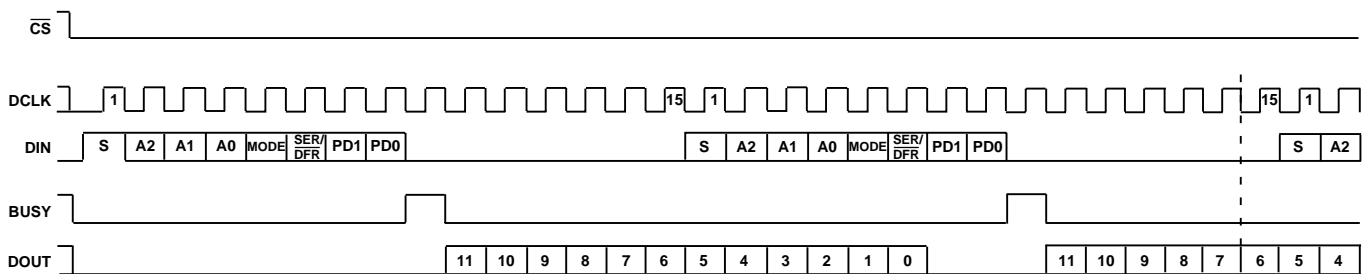 CS
DCLK 1 15 1 15 1
DIN S A2 A1 A0 MODE SER/DFR PD1 PD0 S A2 A1 A0 MODE SER/DFR PD1 PD0 S A2
BUSY
DOUT 11 10 9 8 7 6 5 4 3 2 1 0 11 10 9 8 7 6 5 4